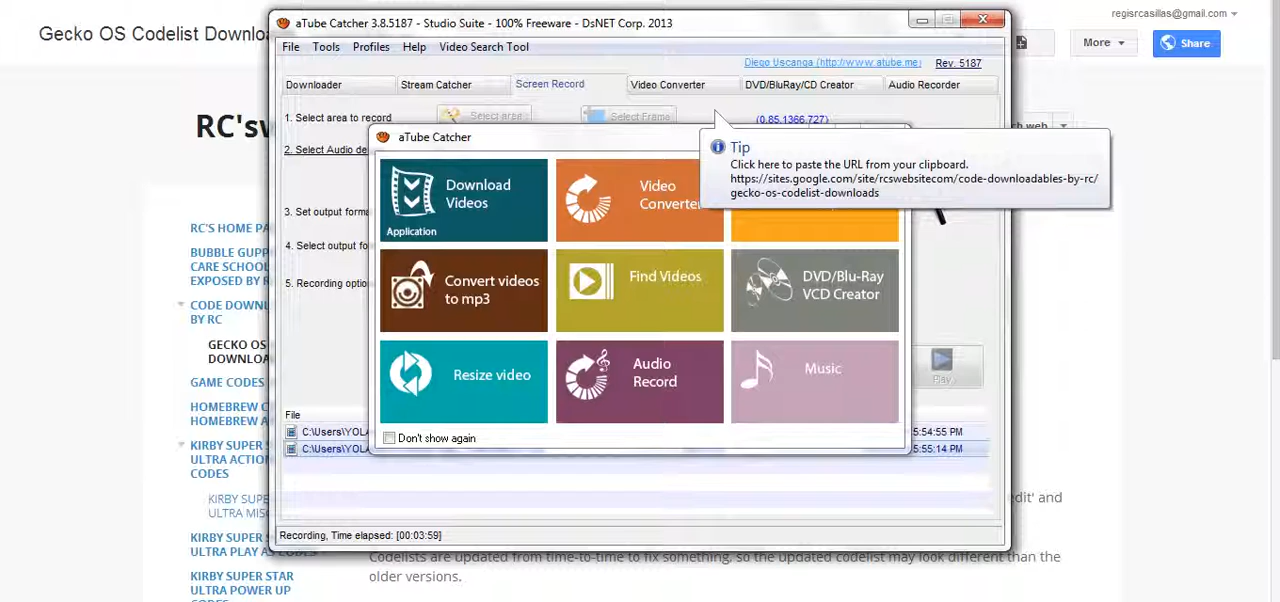 regisrcasillas@gmail.com
Gecko OS Codelist Downloa
More
Share
aTube Catcher 3.8.5187 - Studio Suite - 100% Freeware - DsNET Corp. 2013
File Tools Profiles Help Video Search Tool
Diego Uscanga (http://www.atube.me) Rev. 5187
Downloader Stream Catcher Screen Record Video Converter DVD/BluRay/CD Creator Audio Recorder
RC'sw
1. Select area to record Select area Select Frame (0,85,1366,727)
ch web
2. Select Audio de
aTube Catcher
Tip
Click here to paste the URL from your clipboard.
https://sites.google.com/site/rcswebsitecom/code-downloadables-by-rc/
gecko-os-codelist-downloads
Download
Videos
Application
Video
Converter
3. Set output forma
4. Select output fo
5. Recording optio
Convert videos
to mp3
Find Videos
DVD/Blu-Ray
VCD Creator
Resize video
Audio
Record
Music
Play
Don't show again
File
C:\Users\YOLA
5:54:55 PM
C:\Users\YOLA
5:55:14 PM
Recording, Time elapsed: [00:03:59]
RC'S HOME PA
BUBBLE GUPP
CARE SCHOOL
EXPOSED BY R
CODE DOWNL
BY RC
GECKO OS
DOWNLOA
GAME CODES
HOMEBREW C
HOMEBREW A
KIRBY SUPER S
ULTRA ACTION
CODES
KIRBY SUPE
ULTRA MIS
KIRBY SUPER S
ULTRA PLAY AS CODES
KIRBY SUPER STAR
ULTRA POWER UP
edit' and
Codelists are updated from time-to-time to fix something, so the updated codelist may look different than the
older versions.